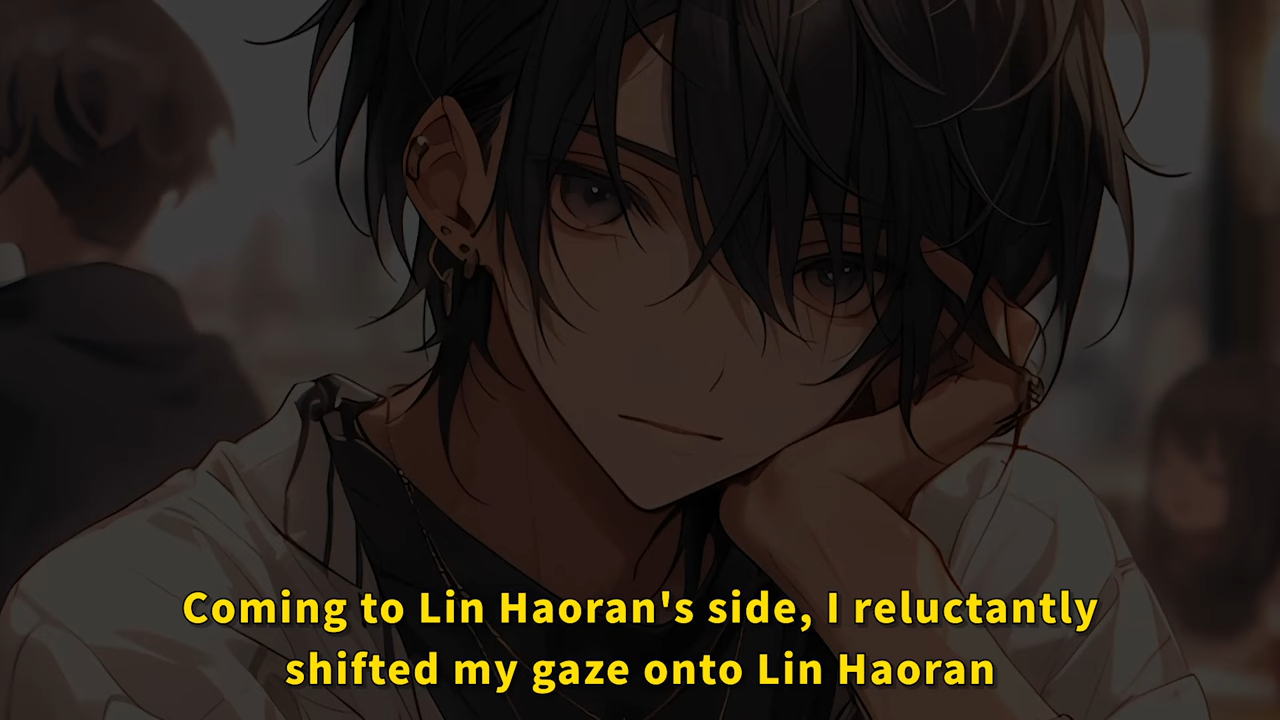 Coming to Lin Haoran's side, I reluctantly
shifted my gaze onto Lin Haoran